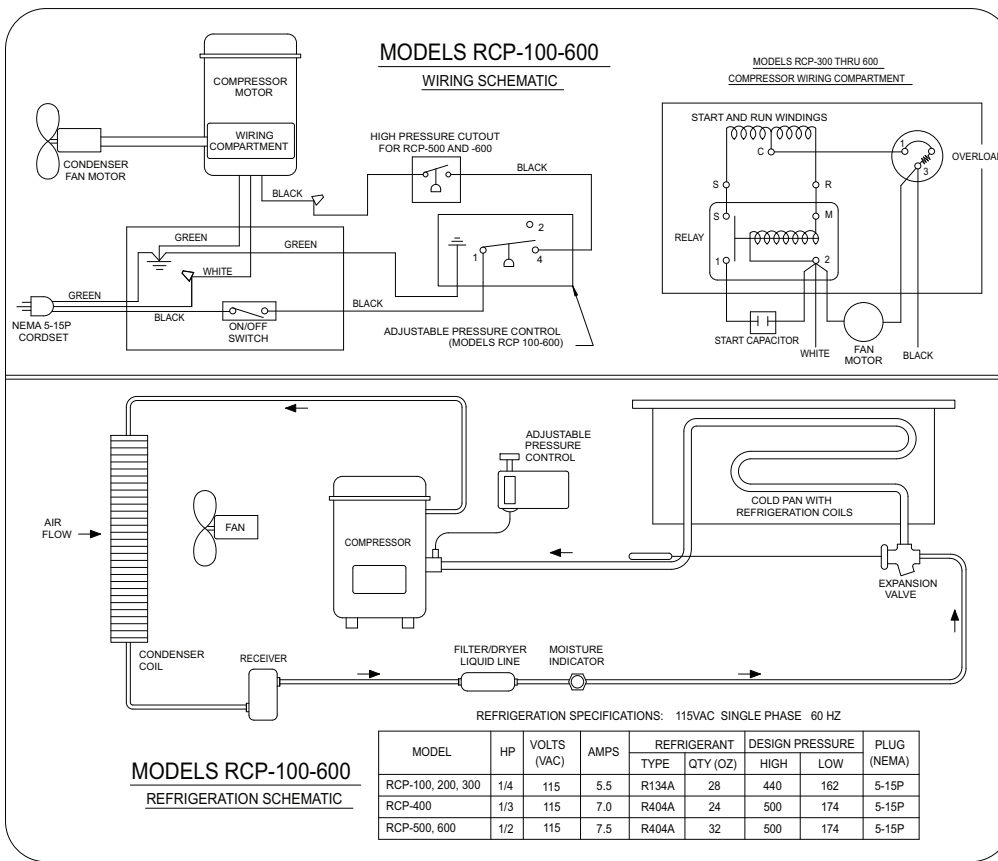 MODELS RCP-100-600
WIRING SCHEMATIC
COMPRESSOR
MOTOR
WIRING
COMPARTMENT
CONDENSER
FAN MOTOR
HIGH PRESSURE CUTOUT
FOR RCP-500 AND -600
BLACK
BLACK
GREEN
GREEN
WHITE
2
1
4
GREEN
BLACK
BLACK
NEMA 5-15P
CORDSET
ON/OFF
SWITCH
ADJUSTABLE PRESSURE CONTROL
(MODELS RCP 100-600)
MODELS RCP-300 THRU 600
COMPRESSOR WIRING COMPARTMENT
START AND RUN WINDINGS
C
1
3
OVERLOAD
S
R
S
M
RELAY
1
2
START CAPACITOR
WHITE
FAN
MOTOR
BLACK
AIR
FLOW
FAN
COMPRESSOR
ADJUSTABLE
PRESSURE
CONTROL
COLD PAN WITH
REFRIGERATION COILS
EXPANSION
VALVE
CONDENSER
COIL
RECEIVER
FILTER/DRYER
LIQUID LINE
MOISTURE
INDICATOR
MODELS RCP-100-600
REFRIGERATION SCHEMATIC
REFRIGERATION SPECIFICATIONS: 115VAC SINGLE PHASE 60 HZ
MODEL HP VOLTS (VAC) AMPS REFRIGERANT DESIGN PRESSURE PLUG (NEMA)
TYPE QTY (OZ) HIGH LOW
RCP-100, 200, 300 1/4 115 5.5 R134A 28 440 162 5-15P
RCP-400 1/3 115 7.0 R404A 24 500 174 5-15P
RCP-500, 600 1/2 115 7.5 R404A 32 500 174 5-15P